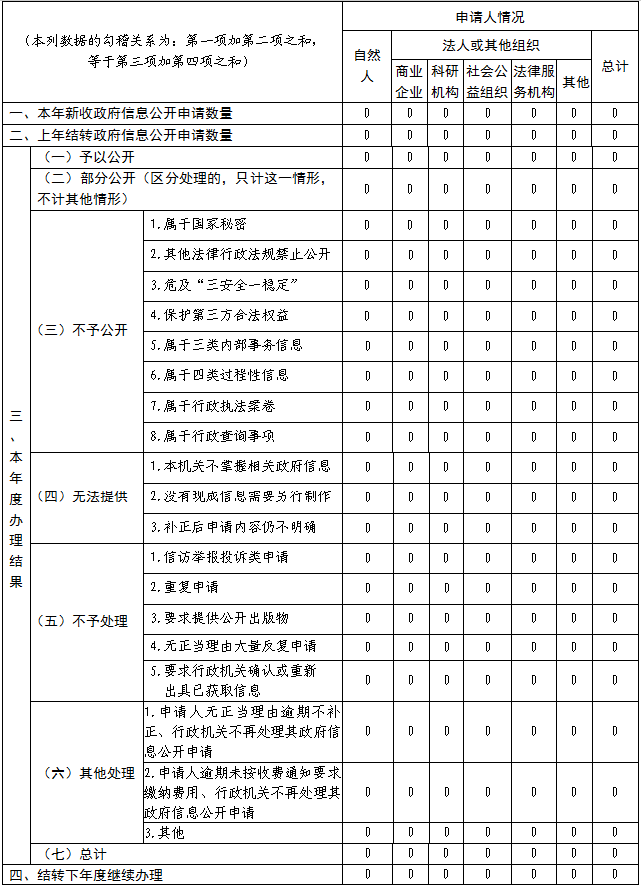 （本列数据的勾稽关系为：第一项加第二项之和，
等于第三项加第四项之和）
申请人情况
自然
人
法人或其他组织
总计
商业
企业
科研
机构
社会公
益组织
法律服
务机构
其他
一、本年新收政府信息公开申请数量 0 0 0 0 0 0 0
二、上年结转政府信息公开申请数量 0 0 0 0 0 0 0
三、本年度办理结果
（一）予以公开 0 0 0 0 0 0 0
（二）部分公开（区分处理的，只计这一情形，
不计其他情形） 0 0 0 0 0 0 0
（三）不予公开
1.属于国家秘密 0 0 0 0 0 0 0
2.其他法律行政法规禁止公开 0 0 0 0 0 0 0
3.危及“三安全一稳定” 0 0 0 0 0 0 0
4.保护第三方合法权益 0 0 0 0 0 0 0
5.属于三类内部事务信息 0 0 0 0 0 0 0
6.属于四类过程性信息 0 0 0 0 0 0 0
7.属于行政执法案卷 0 0 0 0 0 0 0
8.属于行政查询事项 0 0 0 0 0 0 0
（四）无法提供
1.本机关不掌握相关政府信息 0 0 0 0 0 0 0
2.没有现成信息需要另行制作 0 0 0 0 0 0 0
3.补正后申请内容仍不明确 0 0 0 0 0 0 0
（五）不予处理
1.信访举报投诉类申请 0 0 0 0 0 0 0
2.重复申请 0 0 0 0 0 0 0
3.要求提供公开出版物 0 0 0 0 0 0 0
4.无正当理由大量反复申请 0 0 0 0 0 0 0
5.要求行政机关确认或重新
出具已获取信息 0 0 0 0 0 0 0
（六）其他处理
1.申请人无正当理由逾期不补
正、行政机关不再处理其政府信
息公开申请 0 0 0 0 0 0 0
2.申请人逾期未按收费通知要求
缴纳费用、行政机关不再处理其
政府信息公开申请 0 0 0 0 0 0 0
3.其他 0 0 0 0 0 0 0
（七）总计 0 0 0 0 0 0 0
四、结转下年度继续办理 0 0 0 0 0 0 0